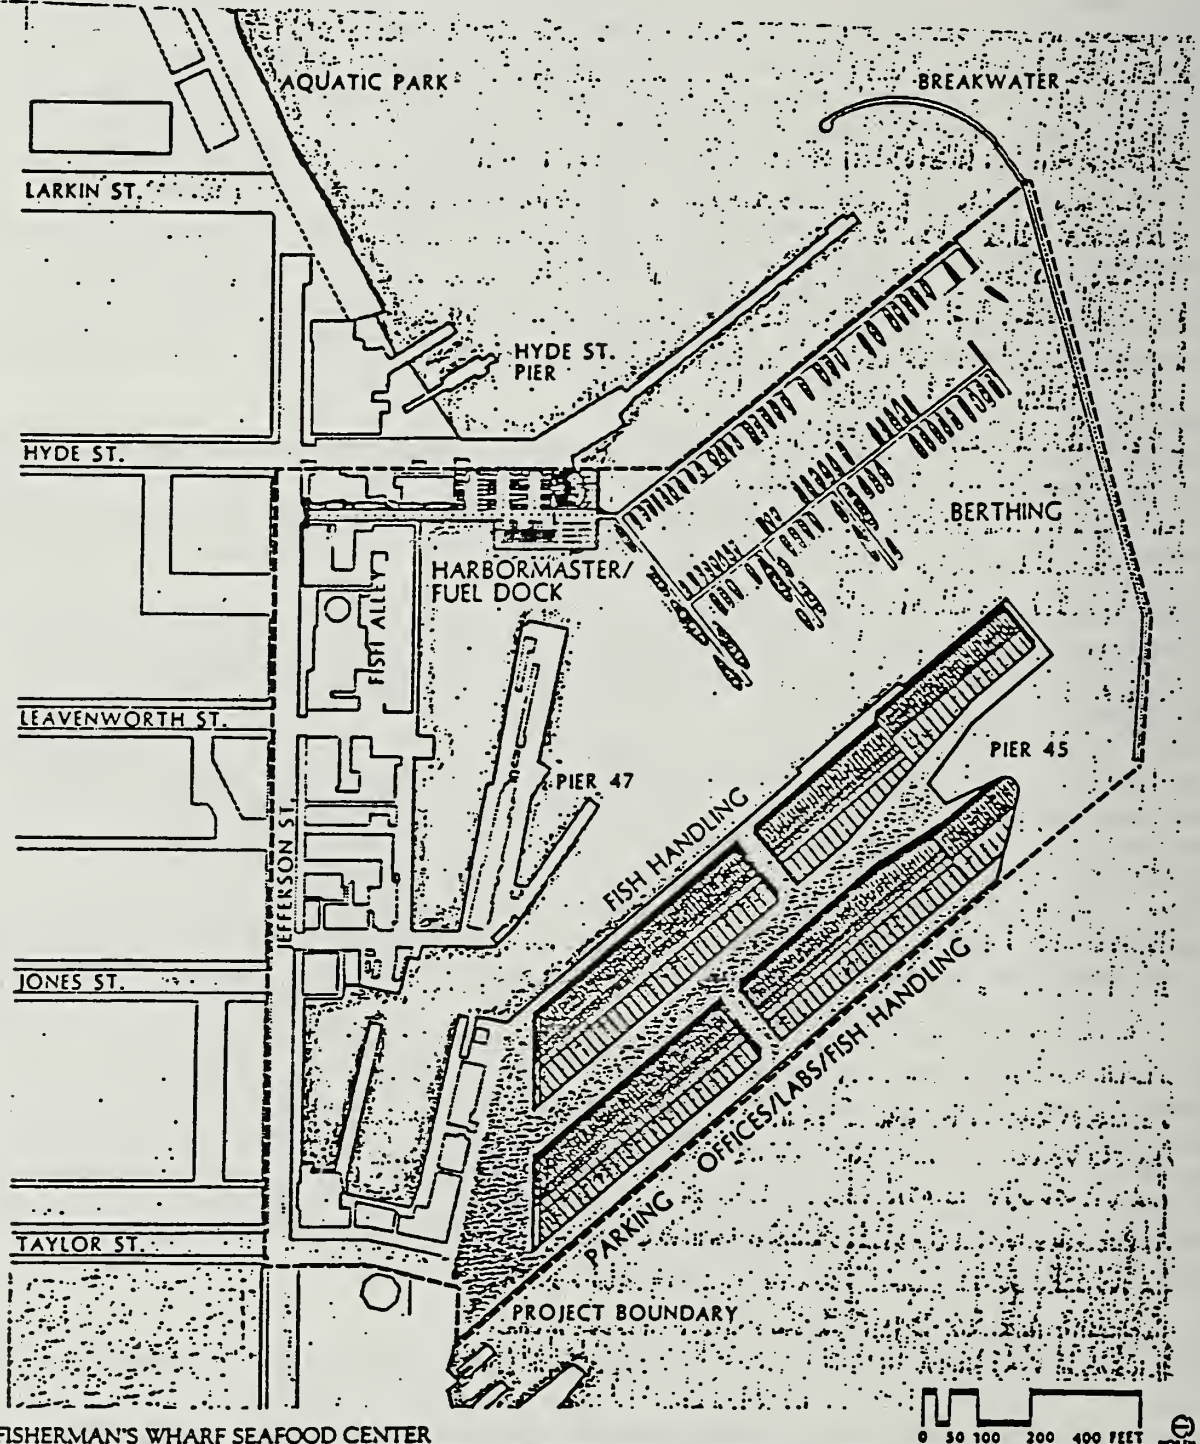 AQUATIC PARK
BREAKWATER
LARKIN ST.
HYDE ST.
PIER
HYDE ST.
BERTHING
HARBORMASTER/
FUEL DOCK
FISH ALLEY
LEAVENWORTH ST.
PIER 45
PIER 47
FISH HANDLING
JEFFERSON ST.
JONES ST.
OFFICES/LABS/FISH HANDLING
PARKING
TAYLOR ST.
PROJECT BOUNDARY
FISHERMAN'S WHARF SEAFOOD CENTER
0 50 100 200 400 FEET